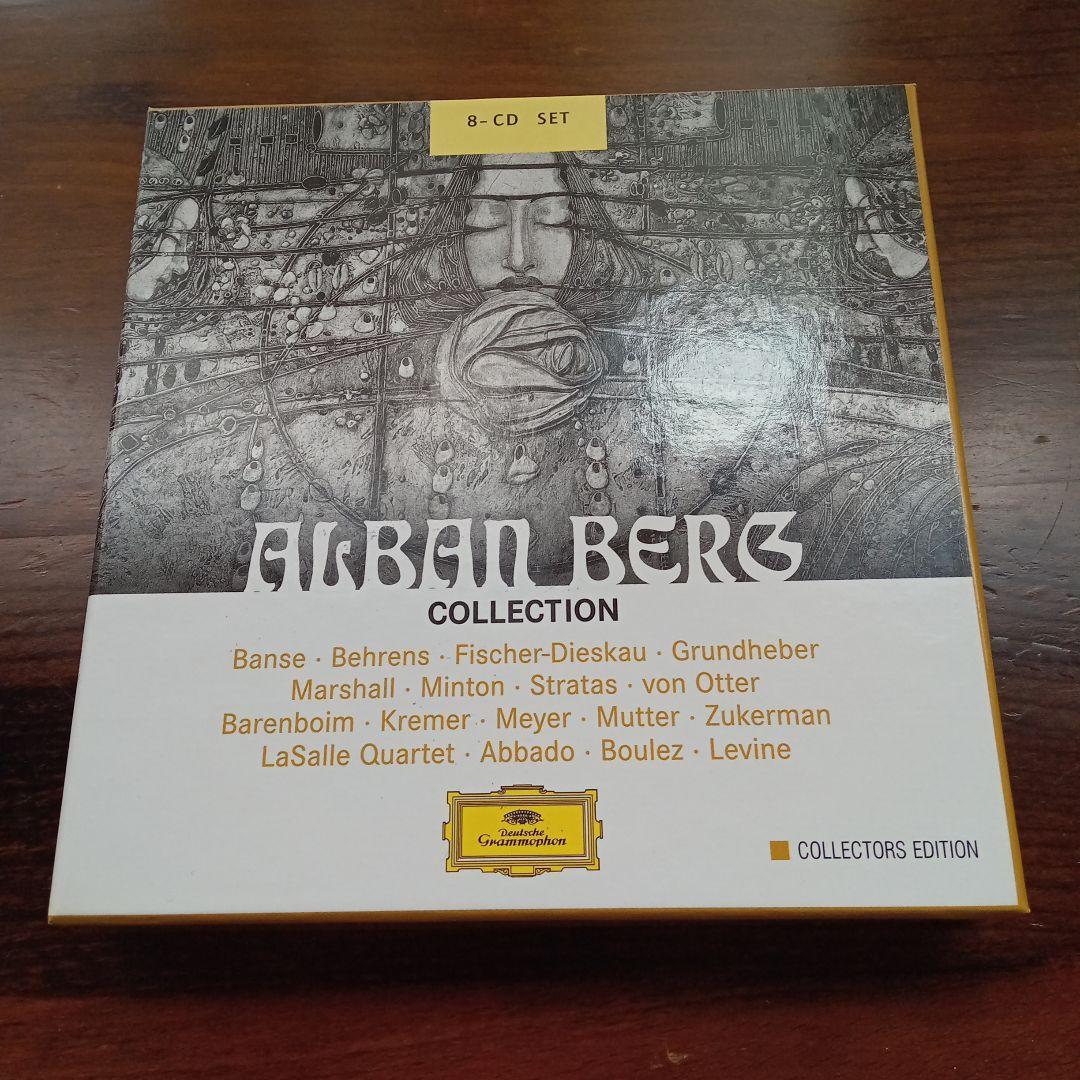 8-CD SET
ALBAN BERG
COLLECTION
Banse · Behrens · Fischer-Dieskau · Grundheber
Marshall · Minton · Stratas · von Otter
Barenboim · Kremer · Meyer · Mutter · Zukerman
LaSalle Quartet · Abbado · Boulez · Levine
Deutsche
Grammophon
COLLECTORS EDITION